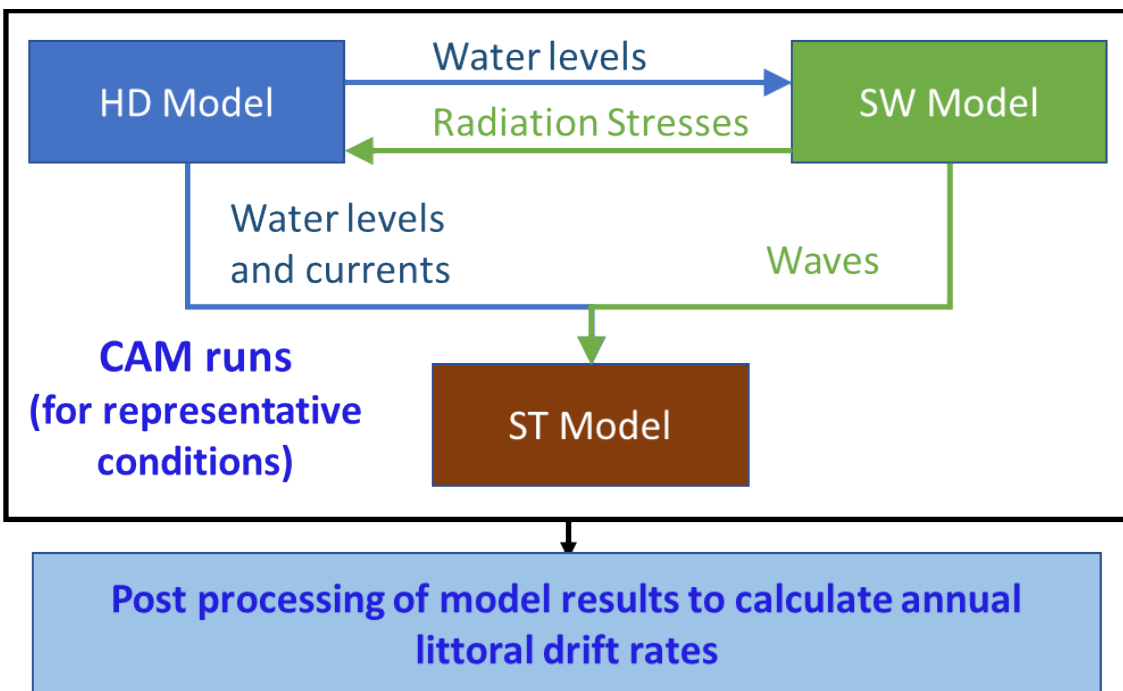 Water levels
HD Model
SW Model
Radiation Stresses
Water levels
and currents
Waves
CAM runs
(for representative
conditions)
ST Model
Post processing of model results to calculate annual
littoral drift rates